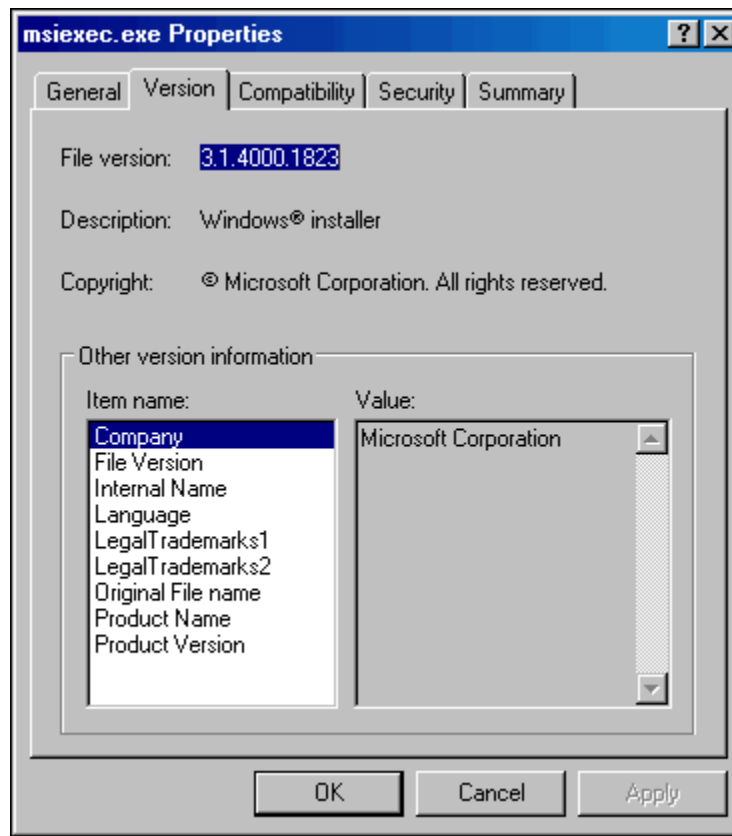 msiexec.exe Properties
General Version Compatibility Security Summary
File version: 3.1.4000.1823
Description: Windows® installer
Copyright: © Microsoft Corporation. All rights reserved.
Other version information
Item name: Value:
Company Microsoft Corporation
File Version
Internal Name
Language
LegalTrademarks1
LegalTrademarks2
Original File name
Product Name
Product Version
OK Cancel Apply